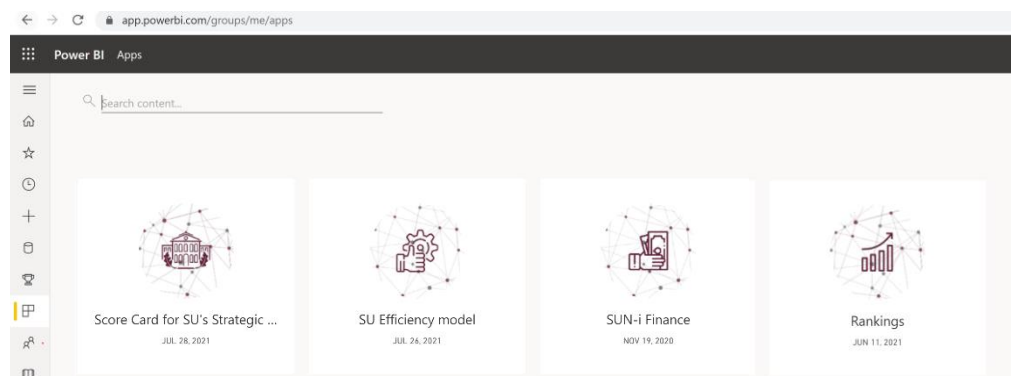 app.powerbi.com/groups/me/apps
Power BI Apps
Search content...
Score Card for SU's Strategic ...
JUL 28, 2021
SU Efficiency model
JUL 26, 2021
SUN-i Finance
NOV 19, 2020
Rankings
JUN 11, 2021